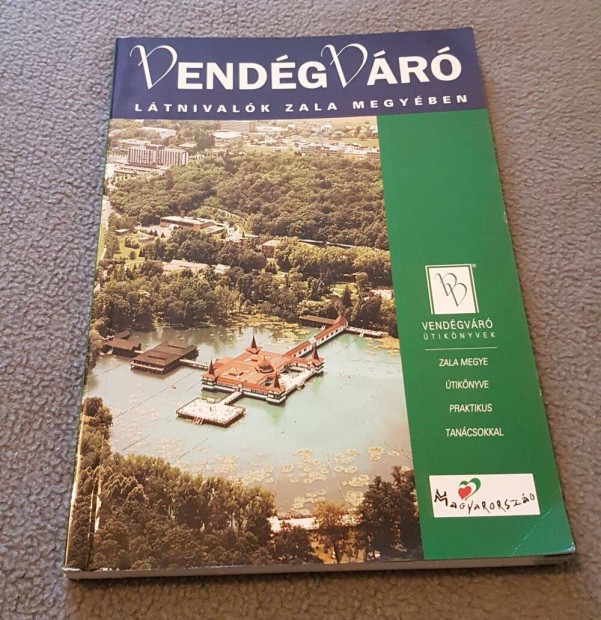 VENDÉGVÁRÓ
LÁTNIVALÓK ZALA MEGYÉBEN
VV
VENDÉGVÁRÓ
ÚTIKÖNYVEK
ZALA MEGYE
ÚTIKÖNYVE
PRAKTIKUS
TANÁCSOKKAL
MAGYARORSZÁG